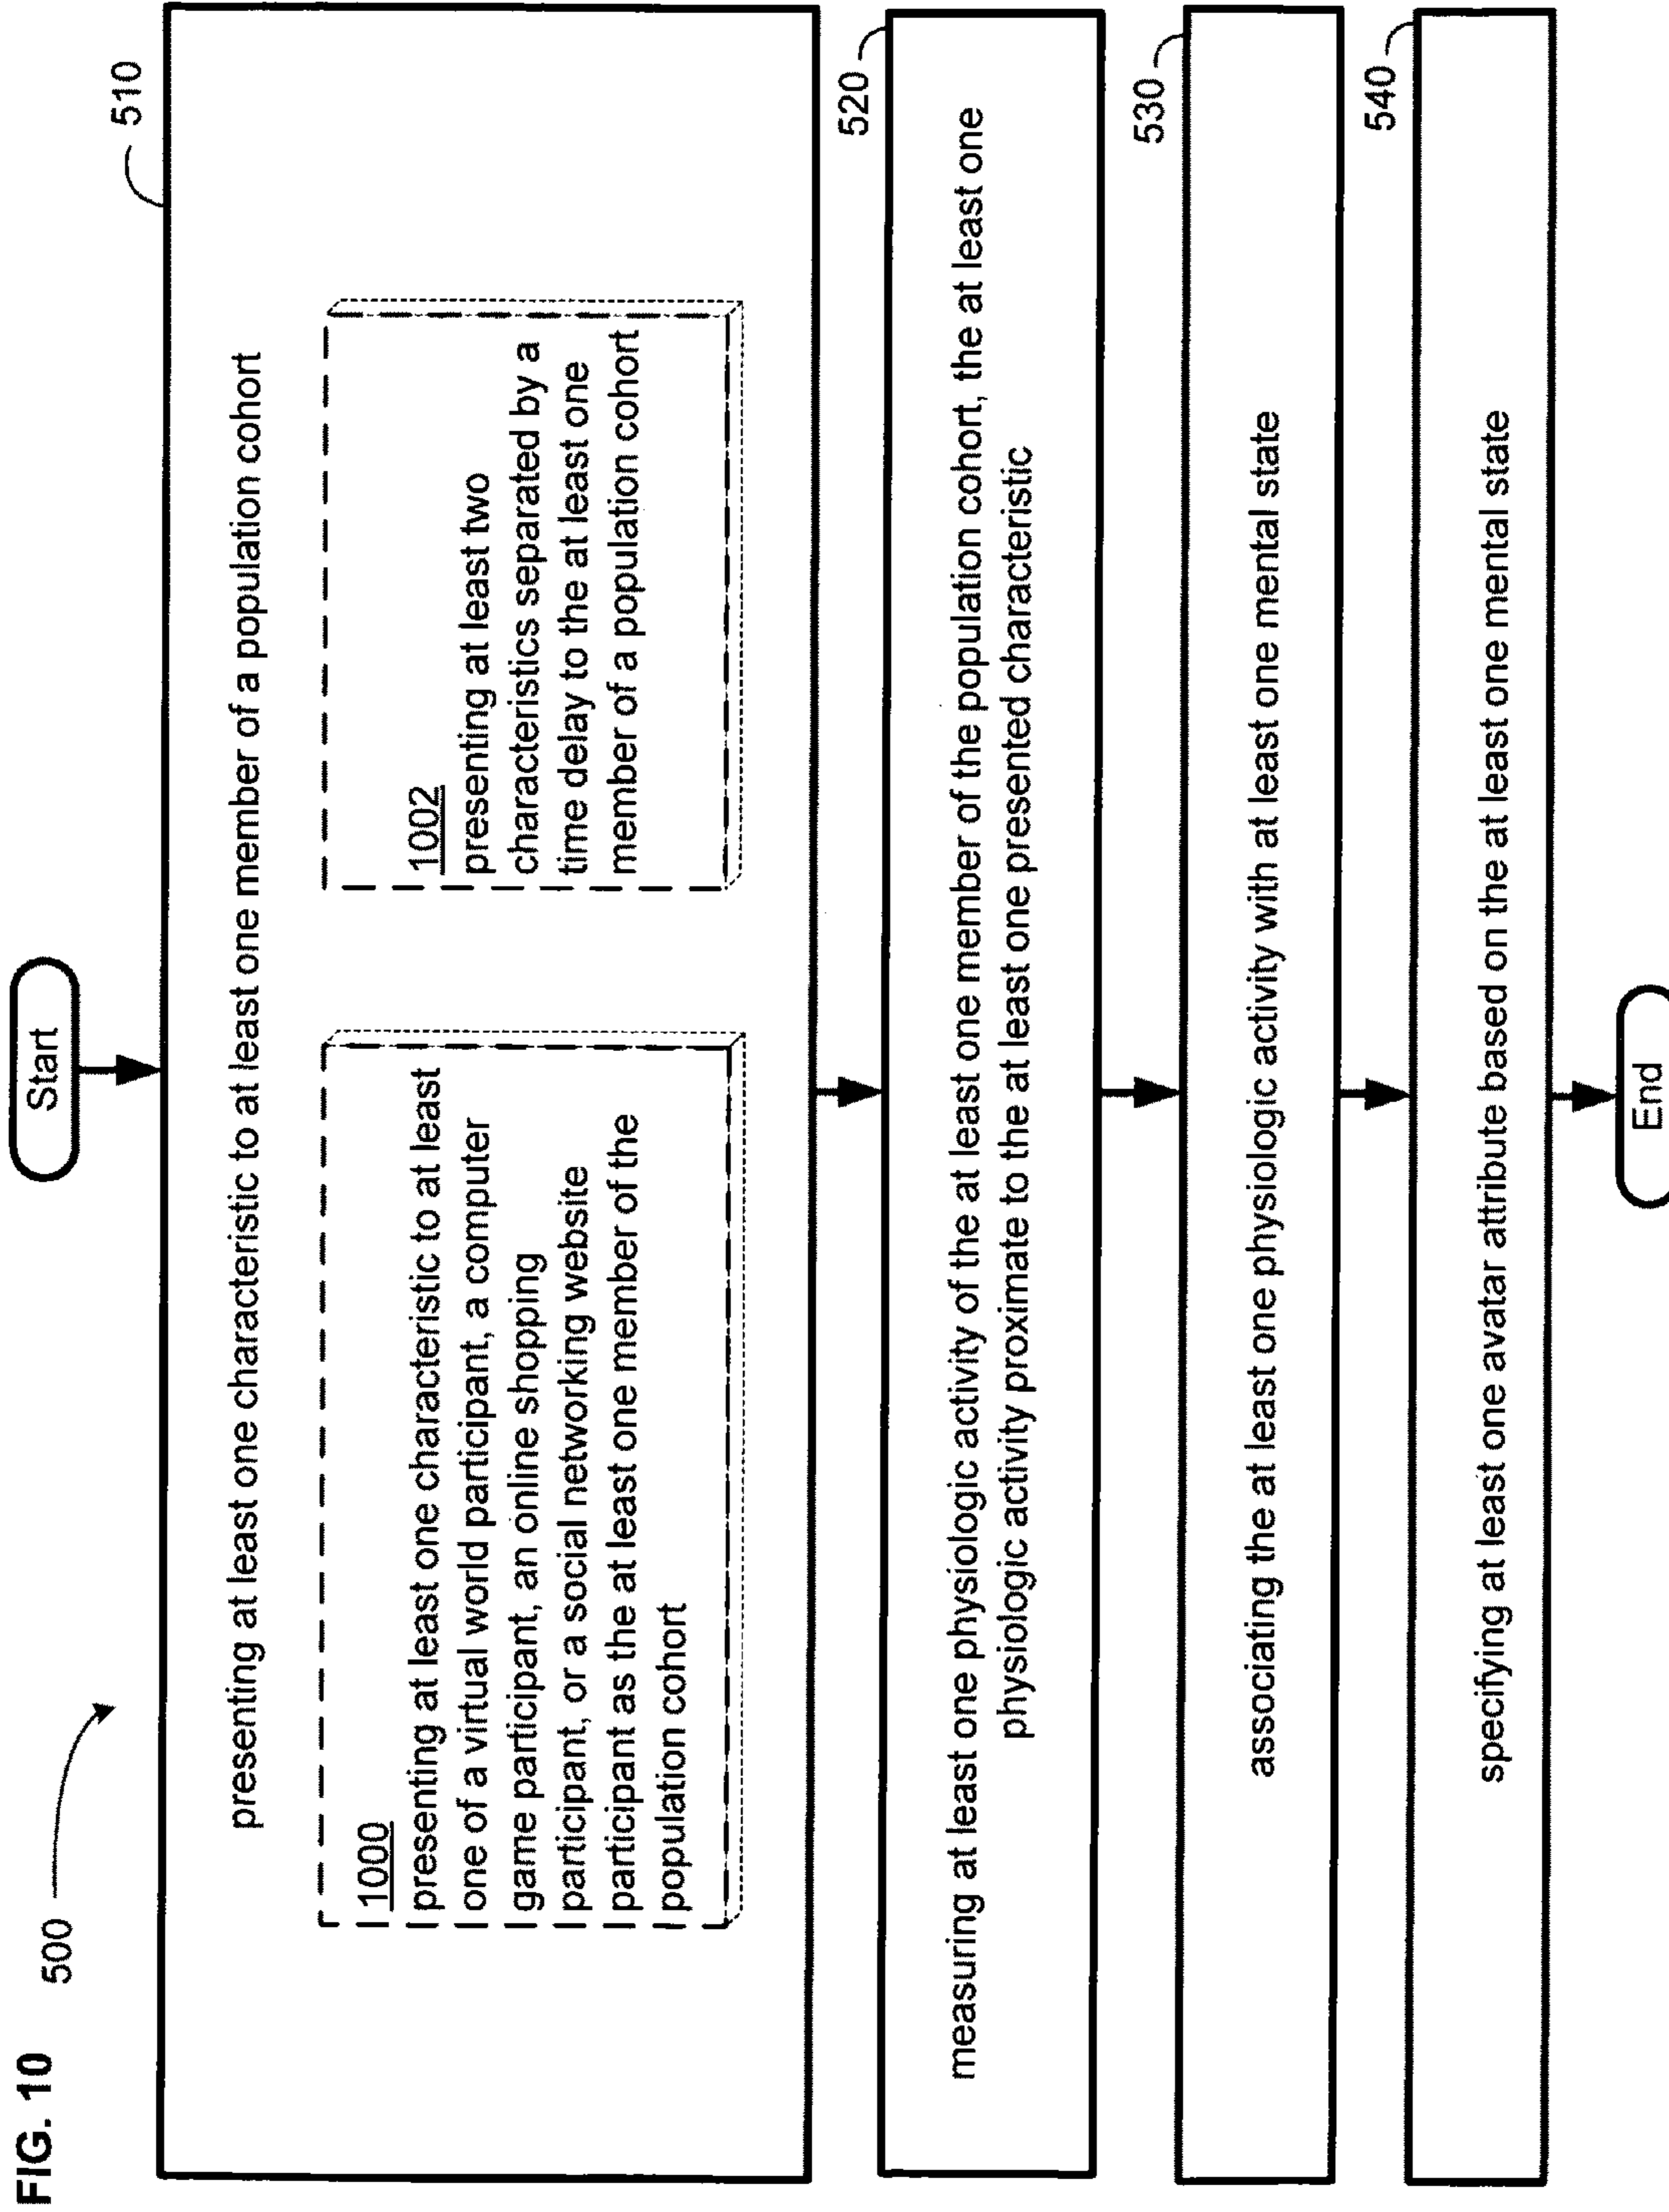 FIG. 10
500
Start
510
presenting at least one characteristic to at least one member of a population cohort
1000
presenting at least one characteristic to at least
one of a virtual world participant, a computer
game participant, an online shopping
participant, or a social networking website
participant as the at least one member of the
population cohort
1002
presenting at least two
characteristics separated by a
time delay to the at least one
member of a population cohort
520
measuring at least one physiologic activity of the at least one member of the population cohort, the at least one
physiologic activity proximate to the at least one presented characteristic
530
associating the at least one physiologic activity with at least one mental state
540
specifying at least one avatar attribute based on the at least one mental state
End